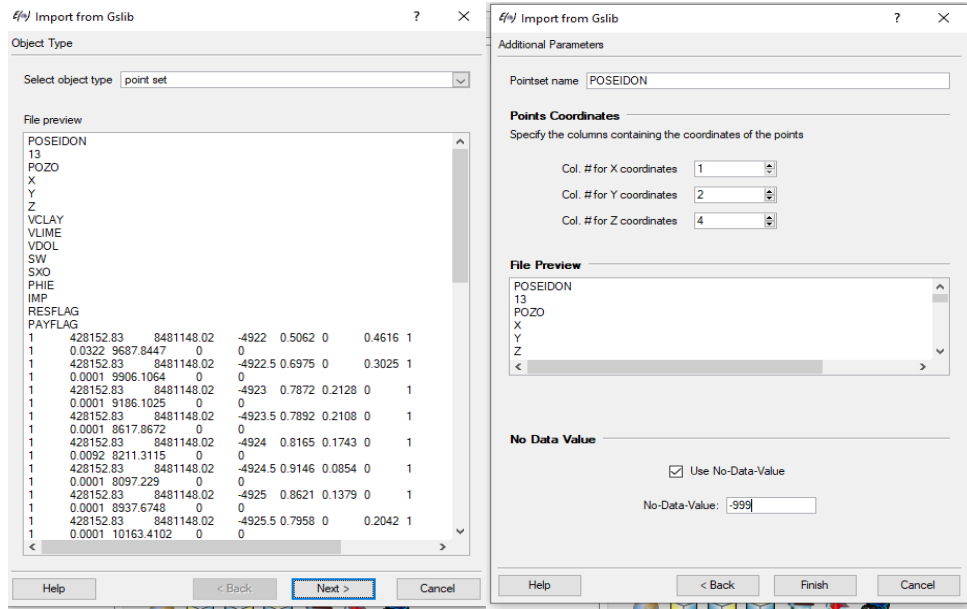 E(m) Import from Gslib ? ×
Object Type
Select object type point set
File preview
POSEIDON
13
POZO
X
Y
Z
VCLAY
VLIME
VDOL
SW
SXO
PHIE
IMP
RESFLAG
PAYFLAG
1 428152.83 8481148.02 -4922 0.5062 0 0.4616 1
1 0.0322 9687.8447 0 0
1 428152.83 8481148.02 -4922.5 0.6975 0 0.3025 1
1 0.0001 9906.1064 0 0
1 428152.83 8481148.02 -4923 0.7872 0.2128 0 1
1 0.0001 9186.1025 0 0
1 428152.83 8481148.02 -4923.5 0.7892 0.2108 0 1
1 0.0001 8617.8672 0 0
1 428152.83 8481148.02 -4924 0.8165 0.1743 0 1
1 0.0092 8211.3115 0 0
1 428152.83 8481148.02 -4924.5 0.9146 0.0854 0 1
1 0.0001 8097.229 0 0
1 428152.83 8481148.02 -4925 0.8621 0.1379 0 1
1 0.0001 8937.6748 0 0
1 428152.83 8481148.02 -4925.5 0.7958 0 0.2042 1
1 0.0001 10163.4102 0 0
Help < Back Next > Cancel
E(m) Import from Gslib ? ×
Additional Parameters
Pointset name POSEIDON
Points Coordinates
Specify the columns containing the coordinates of the points
Col. # for X coordinates 1
Col. # for Y coordinates 2
Col. # for Z coordinates 4
File Preview
POSEIDON
13
POZO
X
Y
Z
No Data Value
Use No-Data-Value
No-Data-Value: -999
Help < Back Finish Cancel